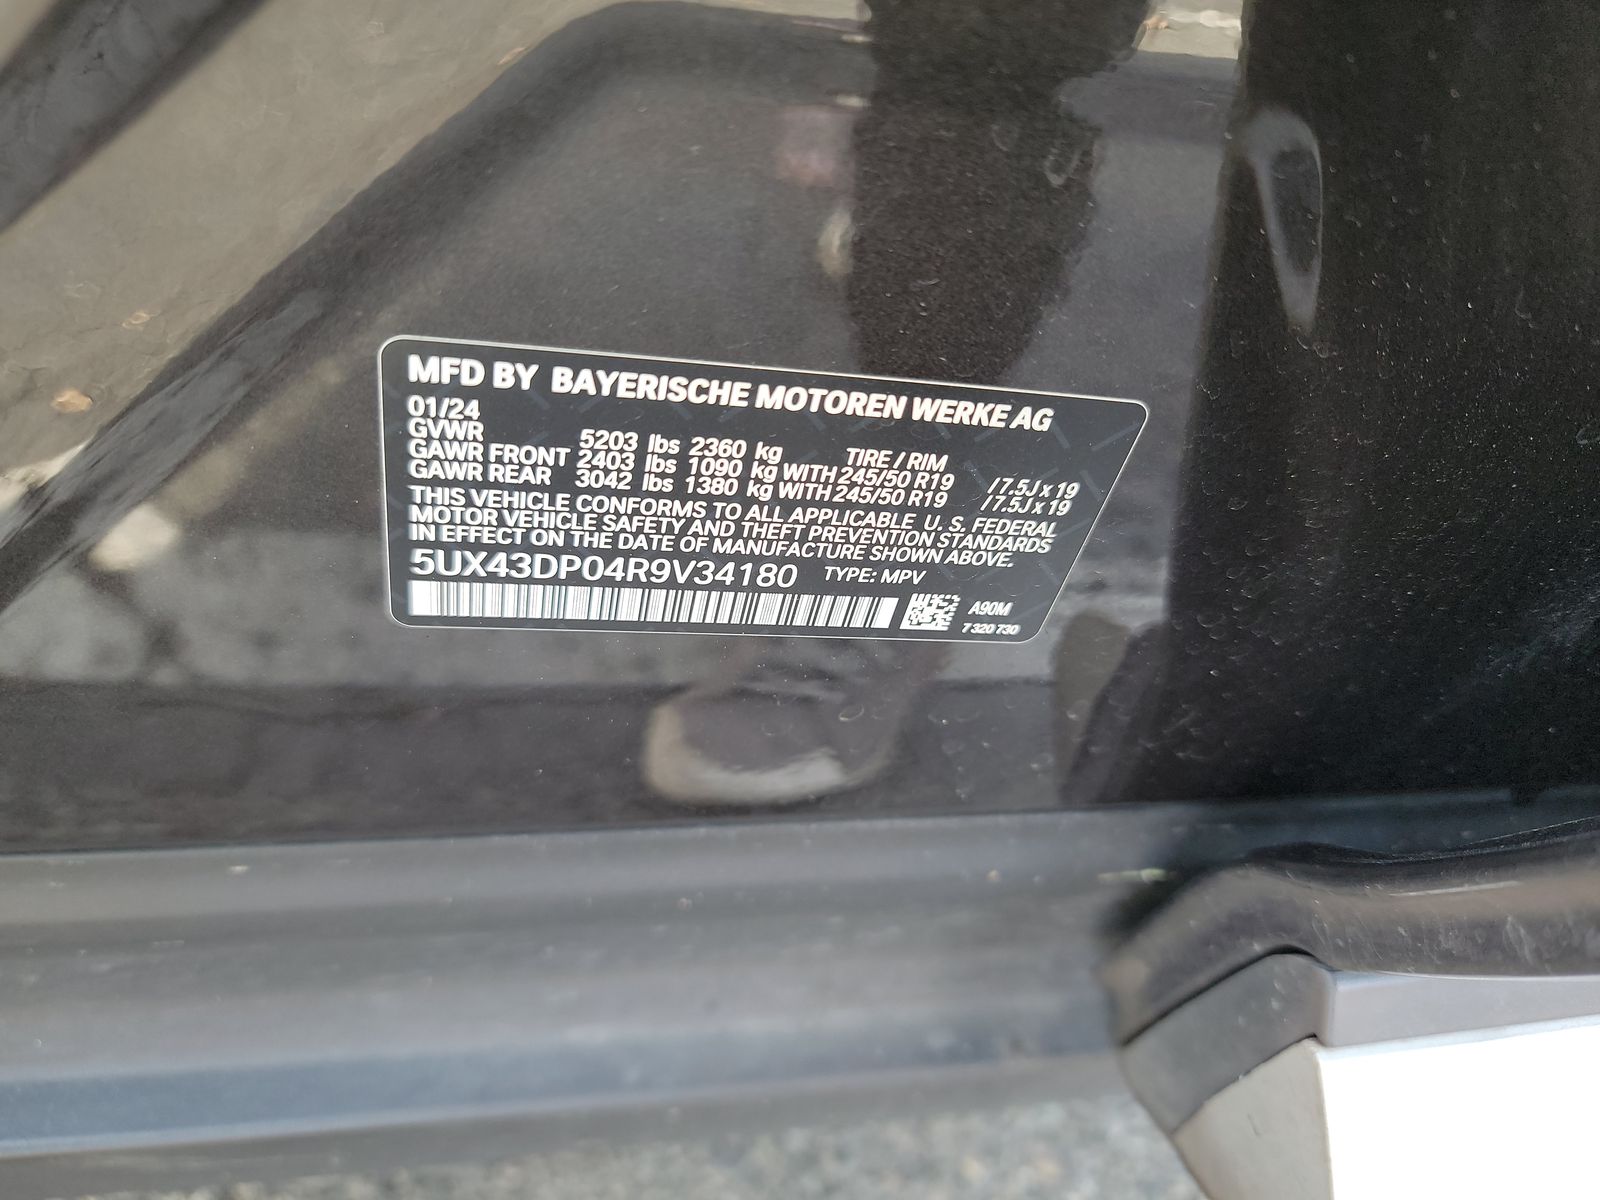 MFD BY BAYERISCHE MOTOREN WERKE AG
01/24
GVWR 5203 lbs 2360 kg TIRE / RIM
GAWR FRONT 2403 lbs 1090 kg WITH 245/50 R19 / 7.5J x 19
GAWR REAR 3042 lbs 1380 kg WITH 245/50 R19 / 7.5J x 19
THIS VEHICLE CONFORMS TO ALL APPLICABLE U. S. FEDERAL
MOTOR VEHICLE SAFETY AND THEFT PREVENTION STANDARDS
IN EFFECT ON THE DATE OF MANUFACTURE SHOWN ABOVE.
5UX43DP04R9V34180 TYPE: MPV
A90M
7 320 730